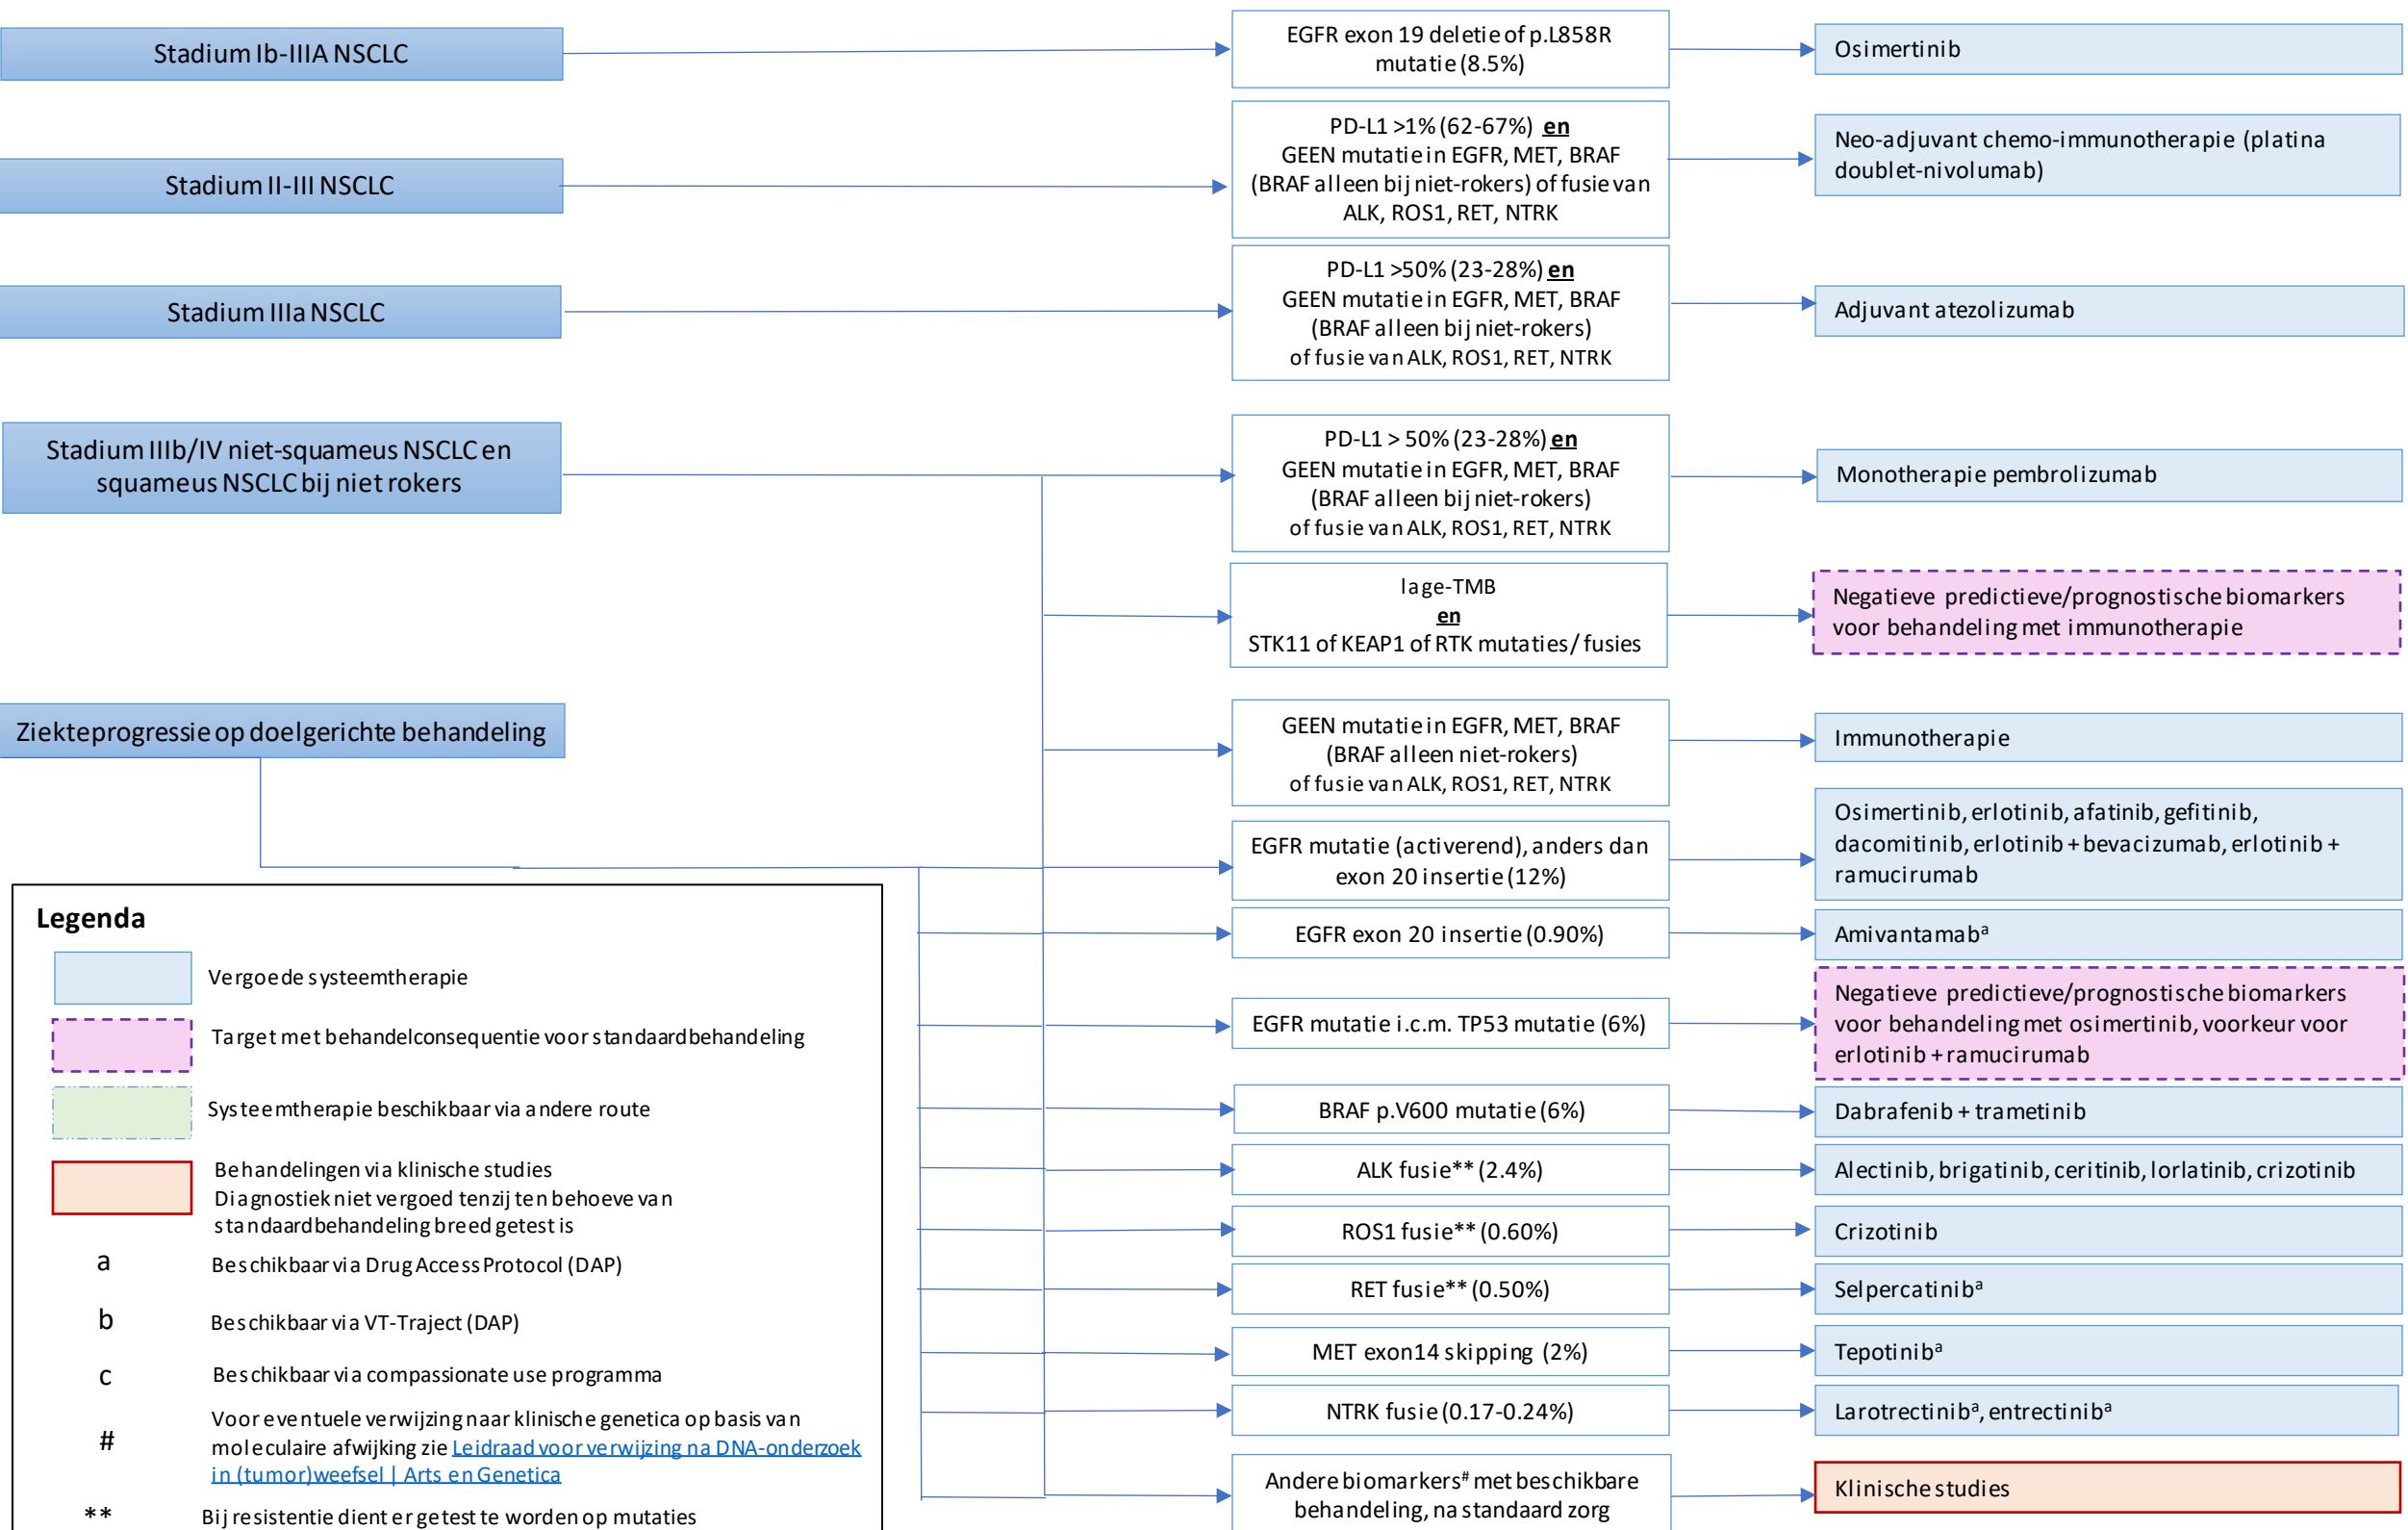 Stadium Ib-IIIA NSCLC
EGFR exon 19 deletie of p.L858R
mutatie (8.5%)
Osimertinib
Stadium II-III NSCLC
PD-L1 >1% (62-67%) en
GEEN mutatie in EGFR, MET, BRAF
(BRAF alleen bij niet-rokers) of fusie van
ALK, ROS1, RET, NTRK
Neo-adjuvant chemo-immunotherapie (platina
doublet-nivolumab)
Stadium IIIa NSCLC
PD-L1 >50% (23-28%) en
GEEN mutatie in EGFR, MET, BRAF
(BRAF alleen bij niet-rokers)
of fusie van ALK, ROS1, RET, NTRK
Adjuvant atezolizumab
Stadium IIIb/IV niet-squameus NSCLC en
squameus NSCLC bij niet rokers
PD-L1 > 50% (23-28%) en
GEEN mutatie in EGFR, MET, BRAF
(BRAF alleen bij niet-rokers)
of fusie van ALK, ROS1, RET, NTRK
Monotherapie pembrolizumab
lage-TMB
en
STK11 of KEAP1 of RTK mutaties/ fusies
Negatieve predictieve/prognostische biomarkers
voor behandeling met immunotherapie
Ziekteprogressie op doelgerichte behandeling
GEEN mutatie in EGFR, MET, BRAF
(BRAF alleen niet-rokers)
of fusie van ALK, ROS1, RET, NTRK
Immunotherapie
EGFR mutatie (activerend), anders dan
exon 20 insertie (12%)
Osimertinib, erlotinib, afatinib, gefitinib,
dacomitinib, erlotinib + bevacizumab, erlotinib +
ramucirumab
EGFR exon 20 insertie (0.90%)
Amivantamabᵃ
EGFR mutatie i.c.m. TP53 mutatie (6%)
Negatieve predictieve/prognostische biomarkers
voor behandeling met osimertinib, voorkeur voor
erlotinib + ramucirumab
BRAF p.V600 mutatie (6%)
Dabrafenib + trametinib
ALK fusie** (2.4%)
Alectinib, brigatinib, ceritinib, lorlatinib, crizotinib
ROS1 fusie** (0.60%)
Crizotinib
RET fusie** (0.50%)
Selpercatinibᵃ
MET exon14 skipping (2%)
Tepotinibᵃ
NTRK fusie (0.17-0.24%)
Larotrectinibᵃ, entrectinibᵃ
Andere biomarkers# met beschikbare
behandeling, na standaard zorg
Klinische studies
Legenda
Vergoede systeemtherapie
Target met behandelconsequentie voor standaardbehandeling
Systeemtherapie beschikbaar via andere route
Behandelingen via klinische studies
Diagnostiek niet vergoed tenzij ten behoeve van
standaardbehandeling breed getest is
a Beschikbaar via Drug Access Protocol (DAP)
b Beschikbaar via VT-Traject (DAP)
c Beschikbaar via compassionate use programma
# Voor eventuele verwijzing naar klinische genetica op basis van
moleculaire afwijking zie Leidraad voor verwijzing na DNA-onderzoek
in (tumor)weefsel | Arts en Genetica
** Bij resistentie dient er getest te worden op mutaties